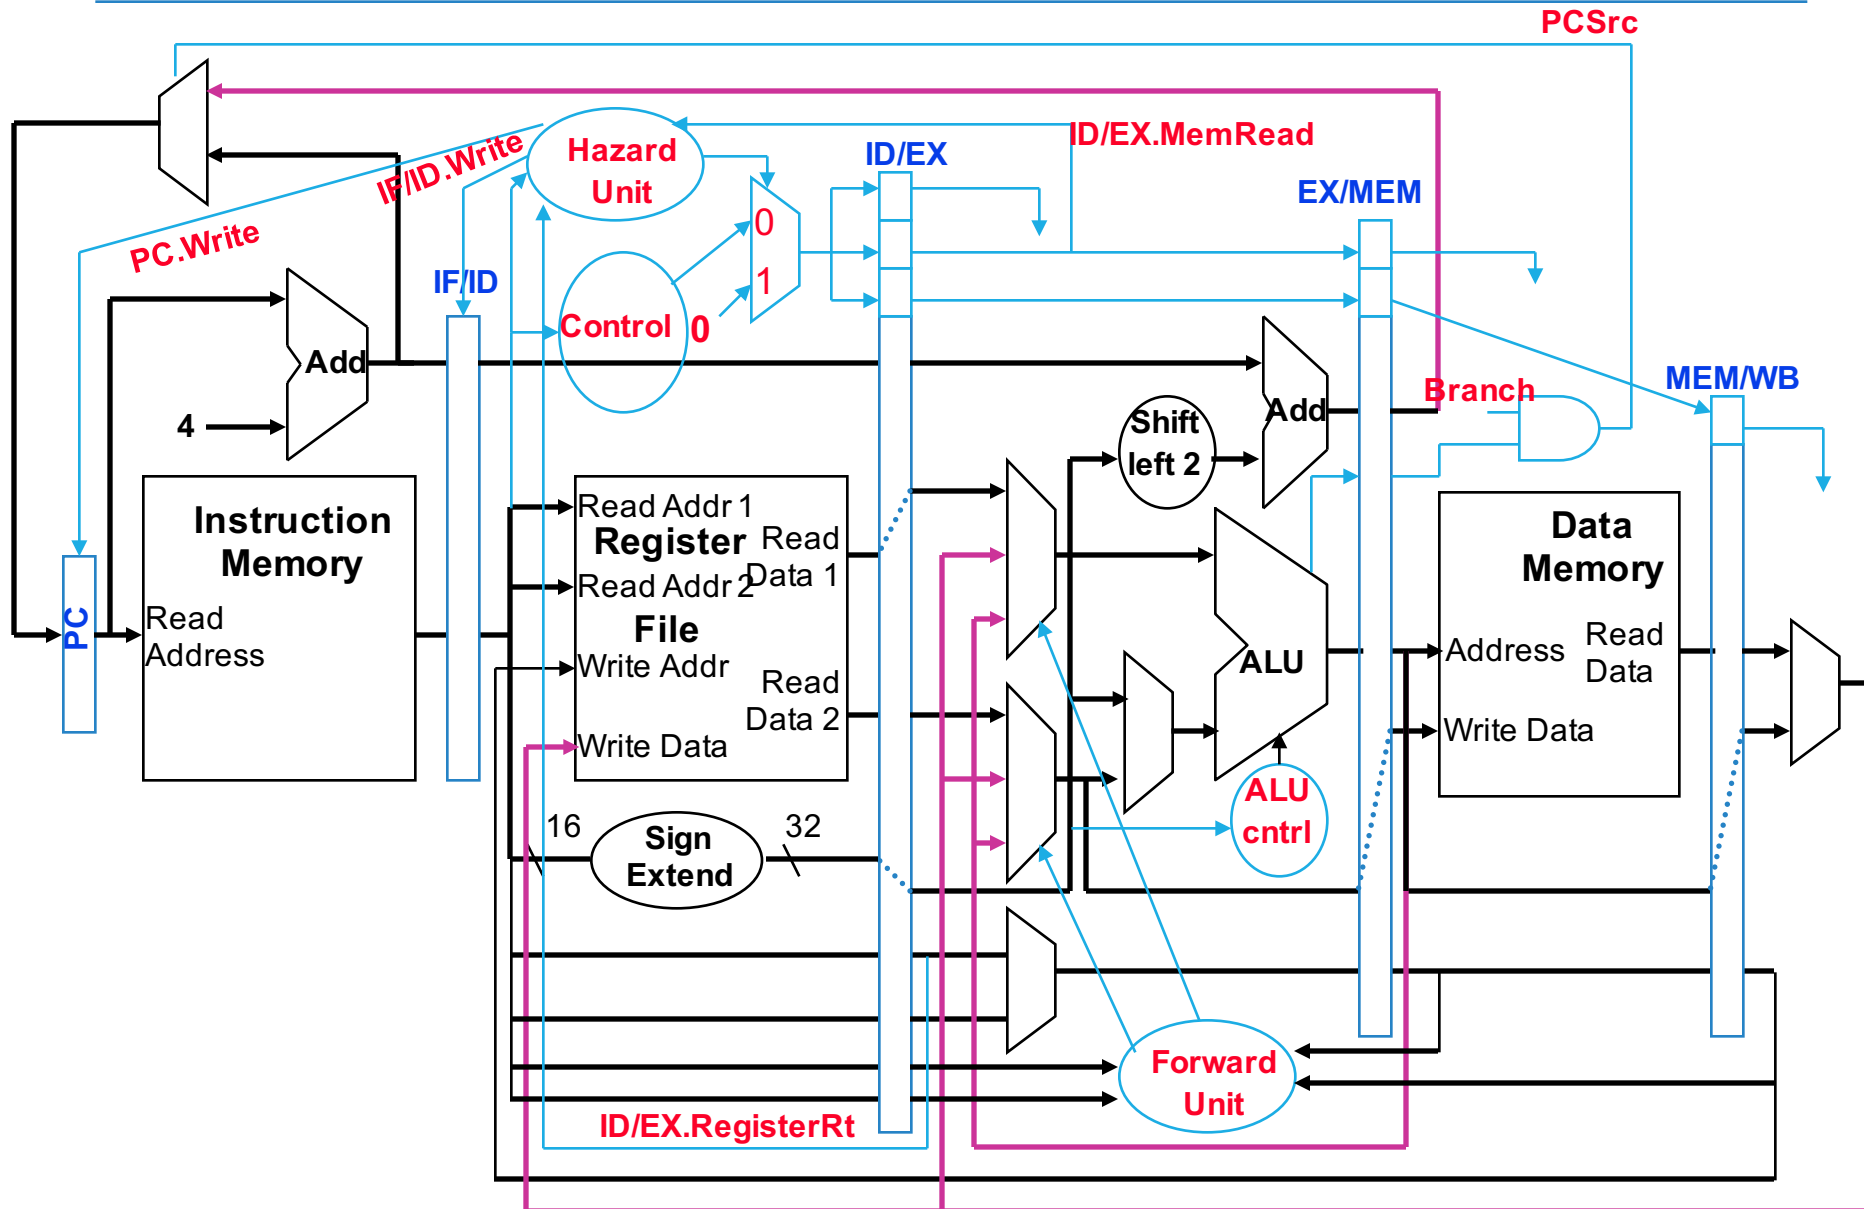 PCSrc
Hazard
Unit
ID/EX.MemRead
ID/EX
IF/ID.Write
EX/MEM
PC.Write
0
1
IF/ID
Control
0
Add
4
Branch
MEM/WB
Shift
left 2
Add
Instruction
Memory
Read
Address
PC
Read Addr 1
Register
Read Addr 2
File
Write Addr
Write Data
Read
Data 1
Read
Data 2
ALU
ALU
cntrl
Data
Memory
Address
Read
Data
Write Data
16
Sign
Extend
32
Forward
Unit
ID/EX.RegisterRt